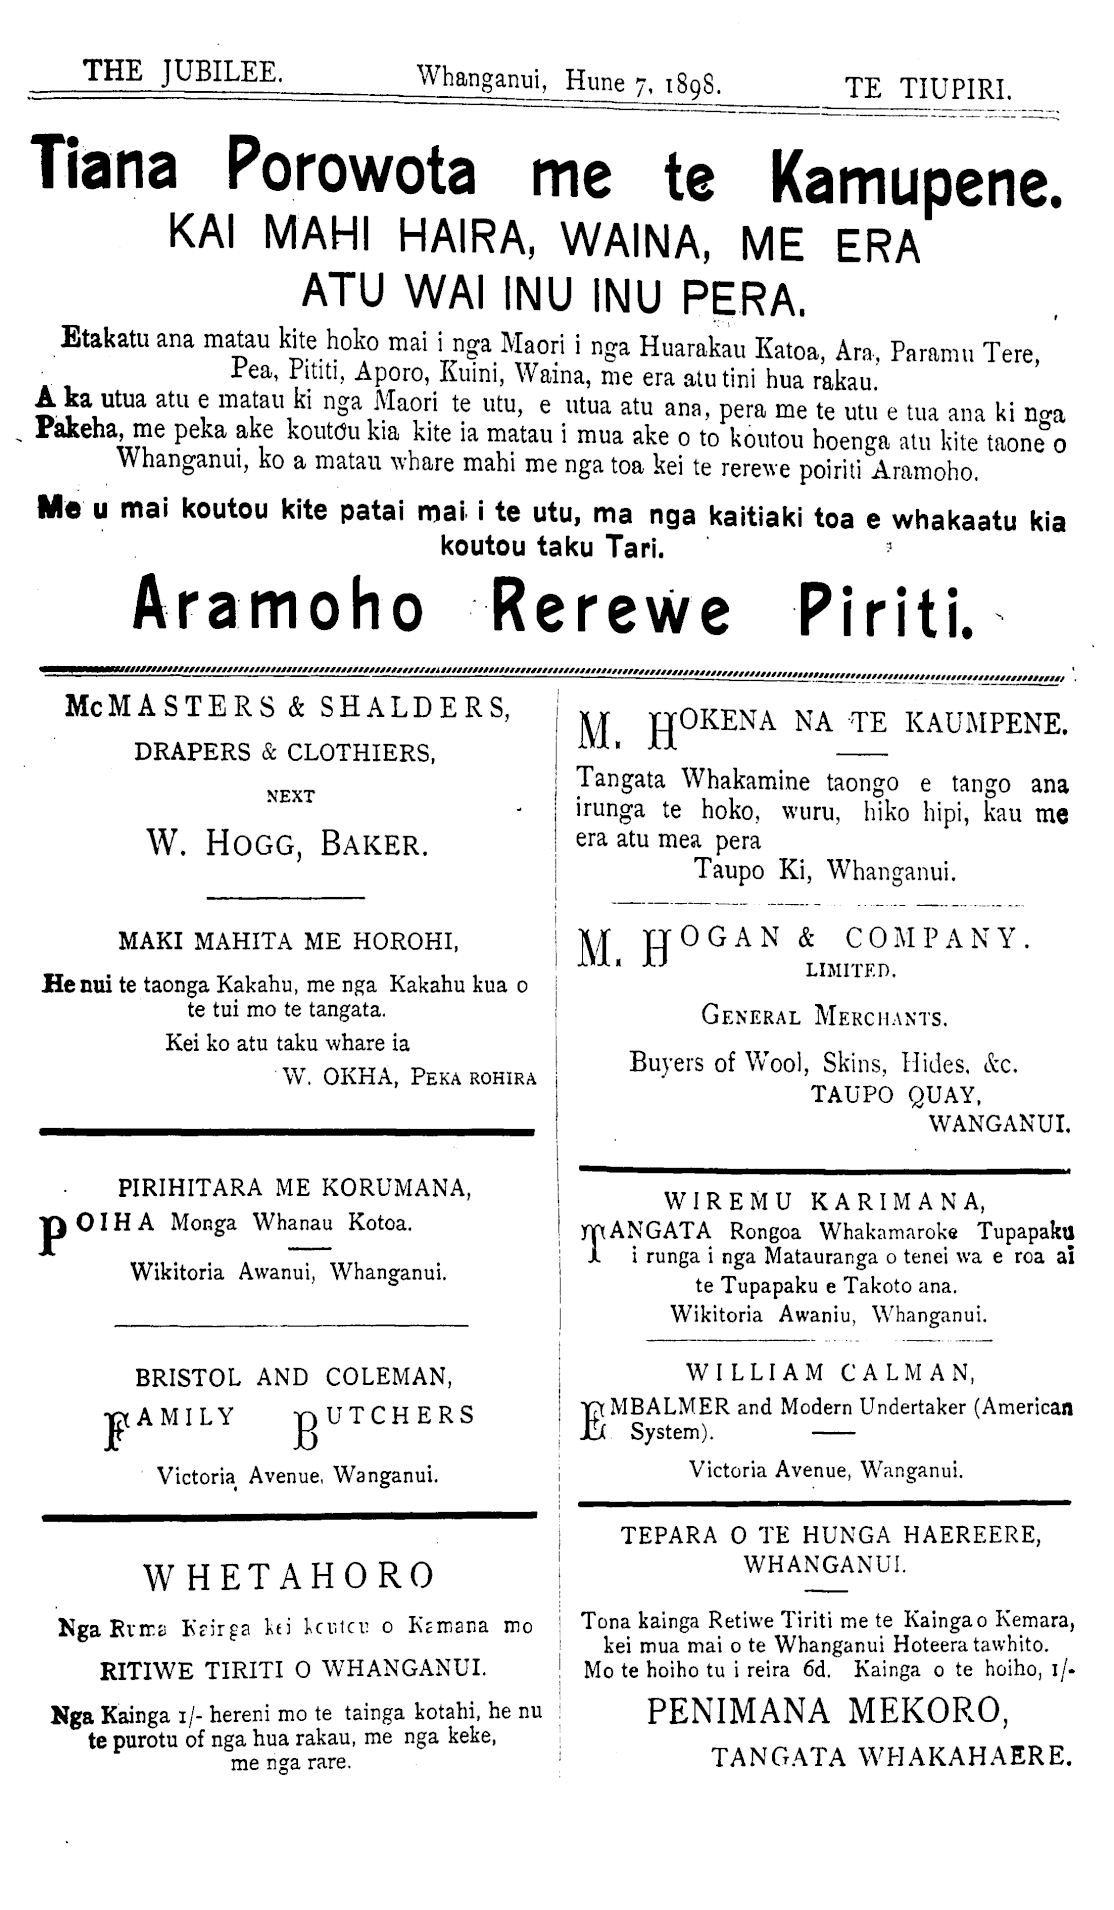 THE JUBILEE. Whanganui, Hune 7, 1898. TE TIUPIRI.
Tiana Porowota me te Kamupene.
KAI MAHI HAIRA, WAINA, ME ERA
ATU WAI INU INU PERA.
Etakatu ana matau kite hoko mai i nga Maori i nga Huarakau Katoa, Ara, Paramu Tere,
Pea, Pititi, Aporo, Kuini, Waina, me era atu tini hua rakau.
A ka utua atu e matau ki nga Maori te utu, e utua atu ana, pera me te utu e tua ana ki nga
Pakeha, me peka ake koutou kia kite ia matau i mua ake o to koutou hoenga atu kite taone o
Whanganui, ko a matau whare mahi me nga toa kei te rerewe poiriti Aramoho.
Me u mai koutou kite patai mai i te utu, ma nga kaitiaki toa e whakaatu kia
koutou taku Tari.
Aramoho Rerewe Piriti.
McMASTERS & SHALDERS,
DRAPERS & CLOTHIERS,
NEXT
W. HOGG, BAKER.
MAKI MAHITA ME HOROHI,
He nui te taonga Kakahu, me nga Kakahu kua o
te tui mo te tangata.
Kei ko atu taku whare ia
W. OKHA, PEKA ROHIRA
PIRIHITARA ME KORUMANA,
POIHA Monga Whanau Kotoa.
Wikitoria Awanui, Whanganui.
BRISTOL AND COLEMAN,
FAMILY BUTCHERS
Victoria Avenue, Wanganui.
WHETAHORO
Nga Ruma Kairga kei koutou o Kemana mo
RITIWE TIRITI O WHANGANUI.
Nga Kainga 1/- hereni mo te tainga kotahi, he nu
te purotu of nga hua rakau, me nga keke,
me nga rare.
M. HOKENA NA TE KAUMPENE.
Tangata Whakamine taongo e tango ana
irunga te hoko, wuru, hiko hipi, kau me
era atu mea pera
Taupo Ki, Whanganui.
M. HOGAN & COMPANY.
LIMITED.
GENERAL MERCHANTS.
Buyers of Wool, Skins, Hides, &c.
TAUPO QUAY,
WANGANUI.
WIREMU KARIMANA,
TANGATA Rongoa Whakamaroke Tupapaku
i runga i nga Matauranga o tenei wa e roa ai
te Tupapaku e Takoto ana.
Wikitoria Awaniu, Whanganui.
WILLIAM CALMAN,
EMBALMER and Modern Undertaker (American
System).
Victoria Avenue, Wanganui.
TEPARA O TE HUNGA HAEREERE,
WHANGANUI.
Tona kainga Retiwe Tiriti me te Kainga o Kemara,
kei mua mai o te Whanganui Hoteera tawhito.
Mo te hoiho tu i reira 6d. Kainga o te hoiho, 1/-
PENIMANA MEKORO,
TANGATA WHAKAHAERE.